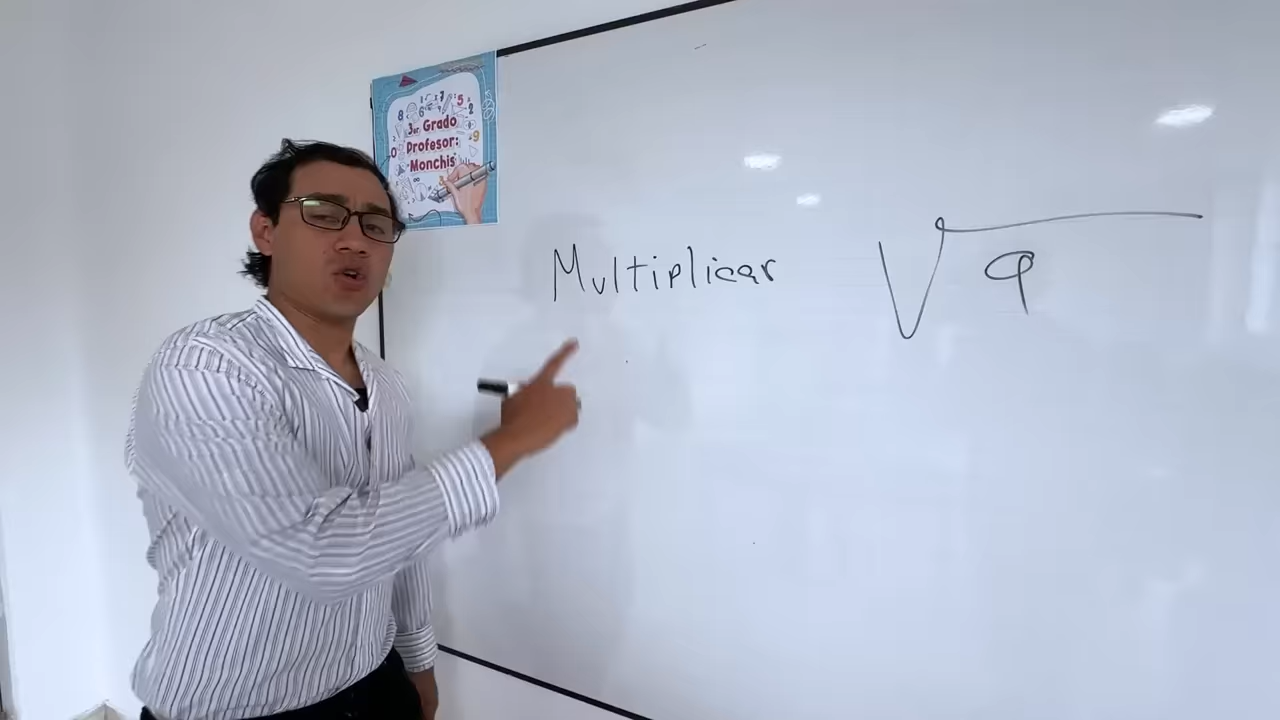 3er Grado
Profesor:
Monchis
Multiplicar √9